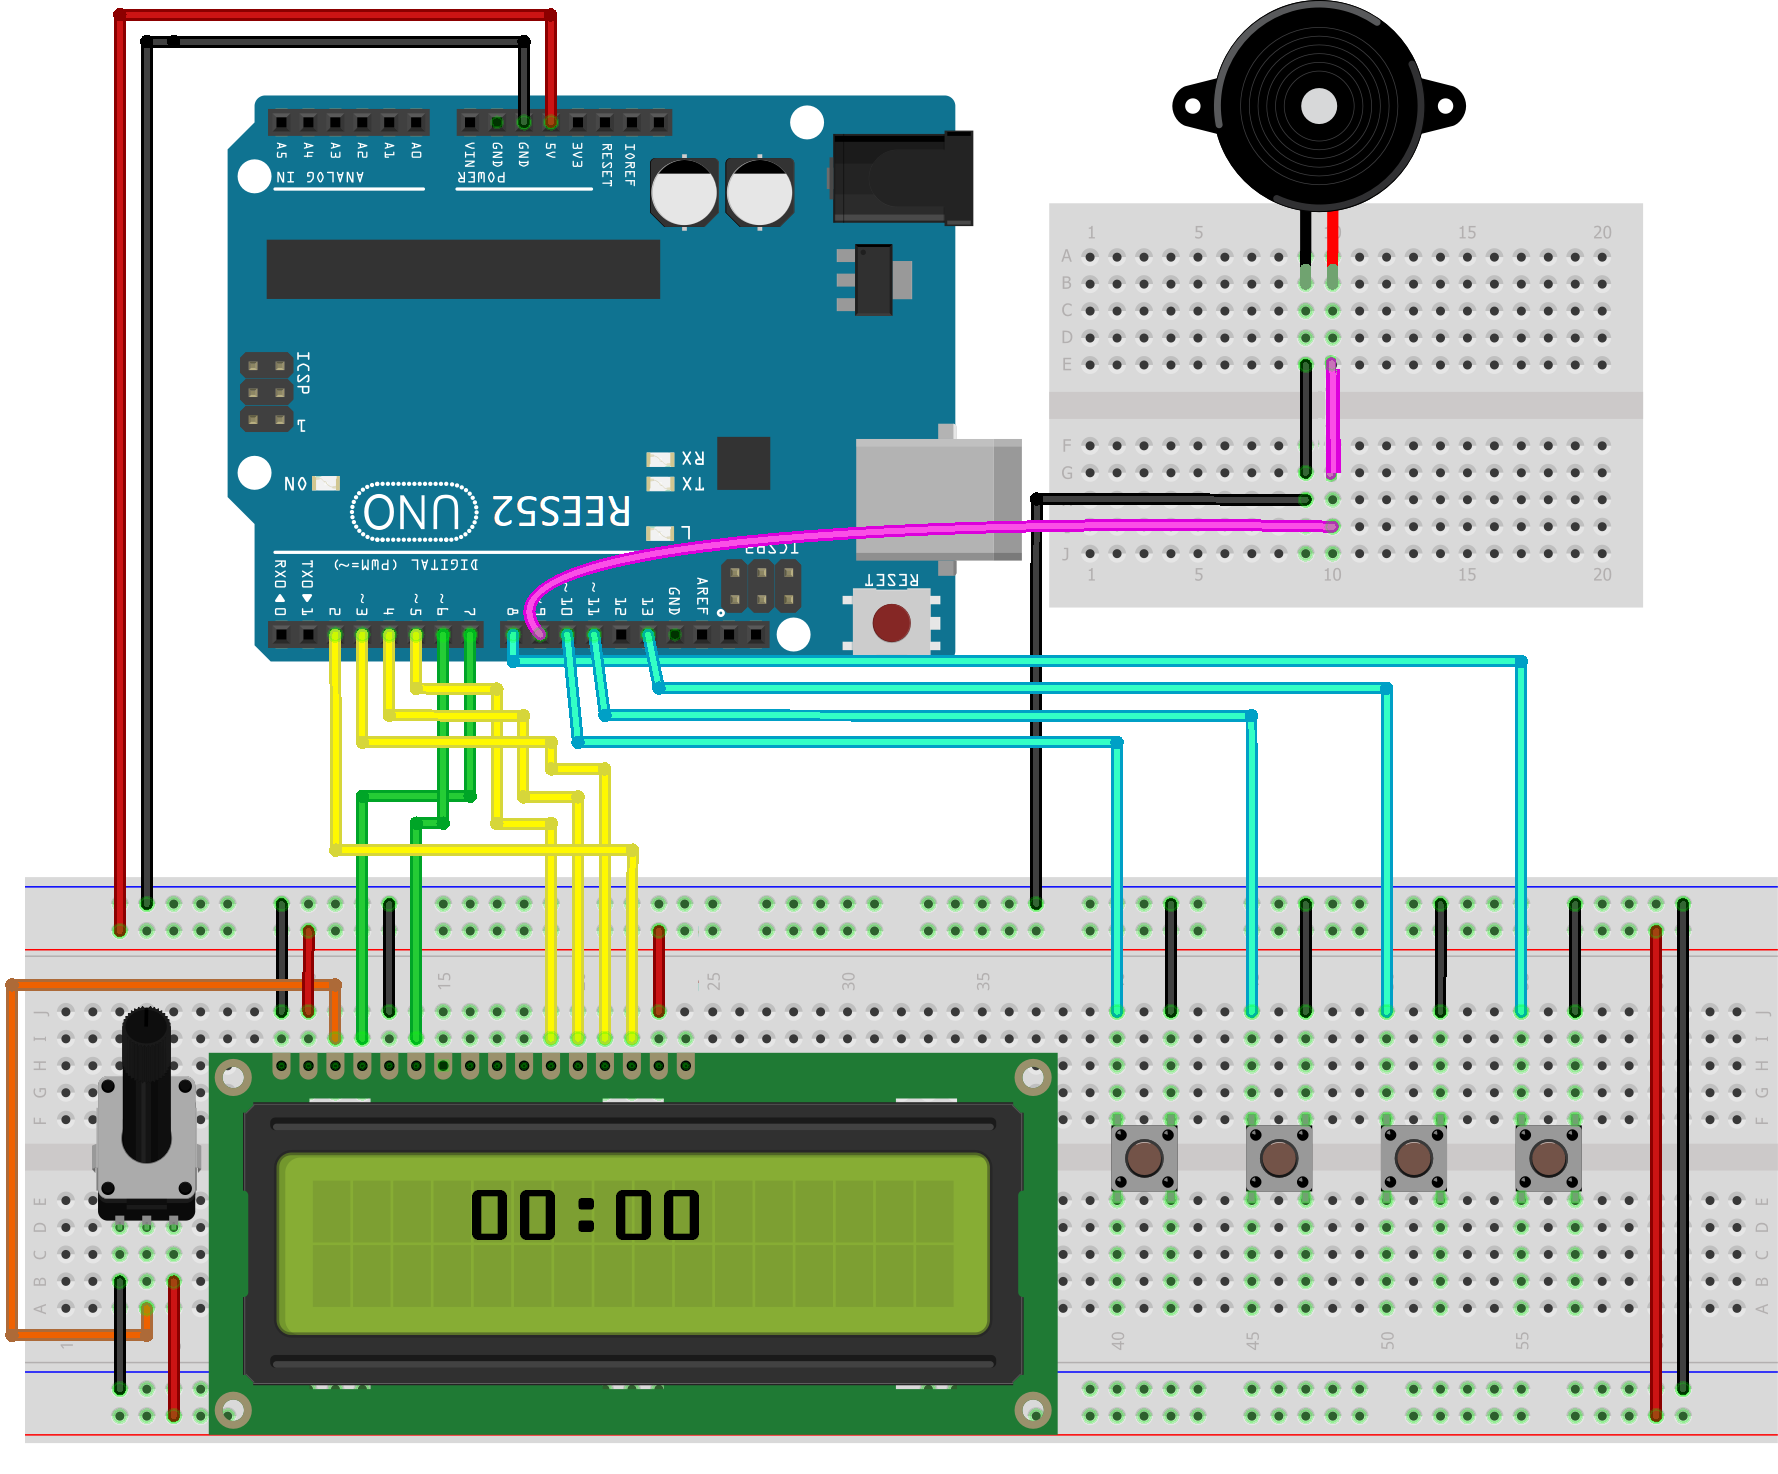 A5 A4 A3 A2 A1 A0 VIN GND GND 5V 3V3 RESET IOREF
ANALOG IN POWER
1 5 10 15 20
A
B
C
D
E
ICSP
1
F
G
RX
TX
ON
UNO REES52
L
J
ICSP2
1 5 10 15 20
DIGITAL (PWM=~)
RESET
RX0 TX0
0 1 2 ~3 4 ~5 ~6 7 8 ~9 ~10 ~11 12 13 GND AREF
15 25 30 35
J J
I I
H H
G G
F F
00:00
E E
D D
C C
B B
A A
1 40 45 50 55